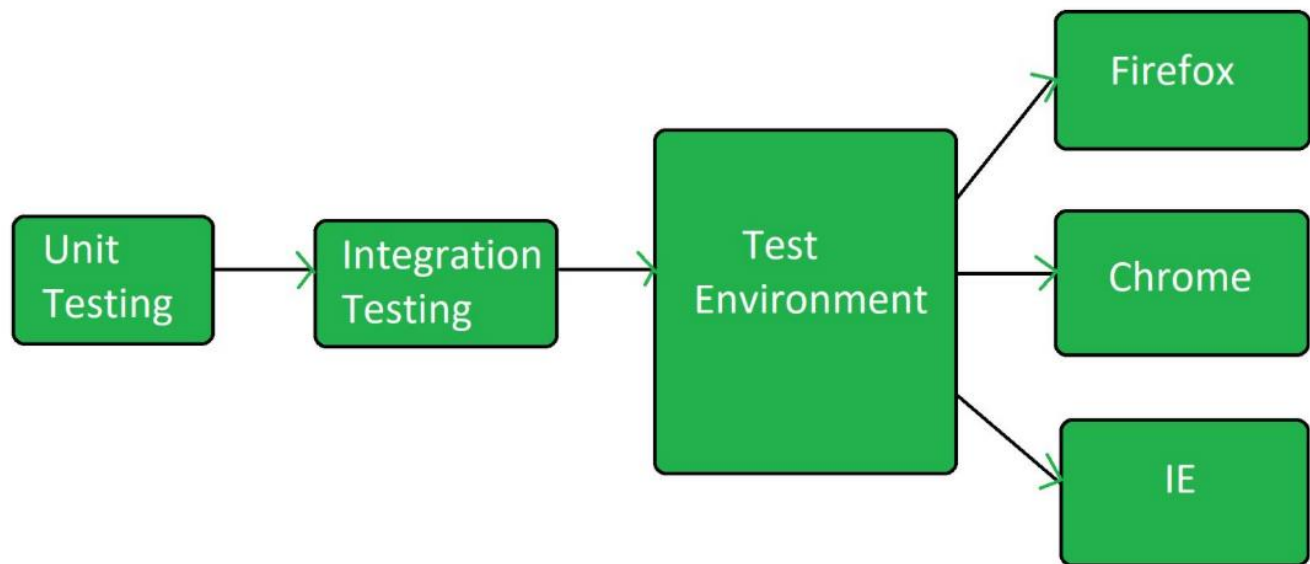 Unit
Testing
Integration
Testing
Test
Environment
Firefox
Chrome
IE